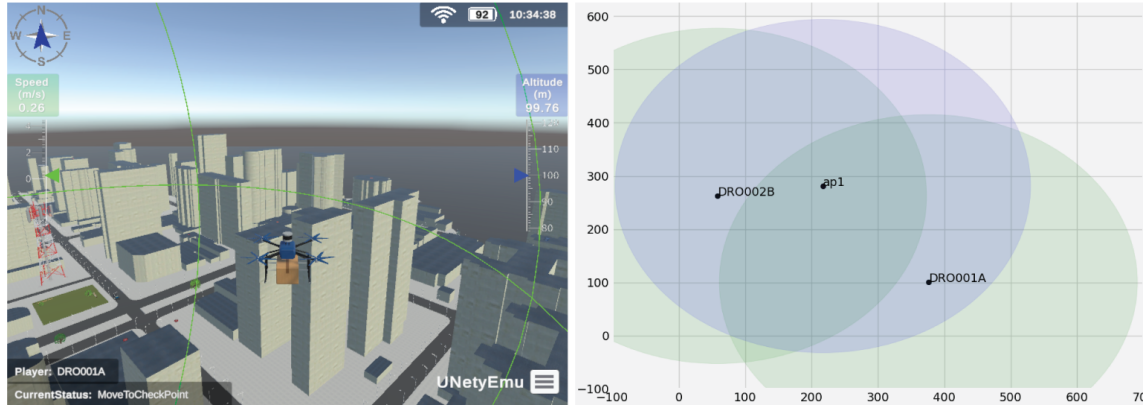 N
W E
S
92
10:34:38
Speed
(m/s)
0.26
2
0
Altitude
(m)
99.76
120
110
100
90
80
Player: DRO001A
CurrentStatus: MoveToCheckPoint
UNetyEmu
600
500
400
300
200
100
0
−100
−100 0 100 200 300 400 500 600
DRO002B
ap1
DRO001A